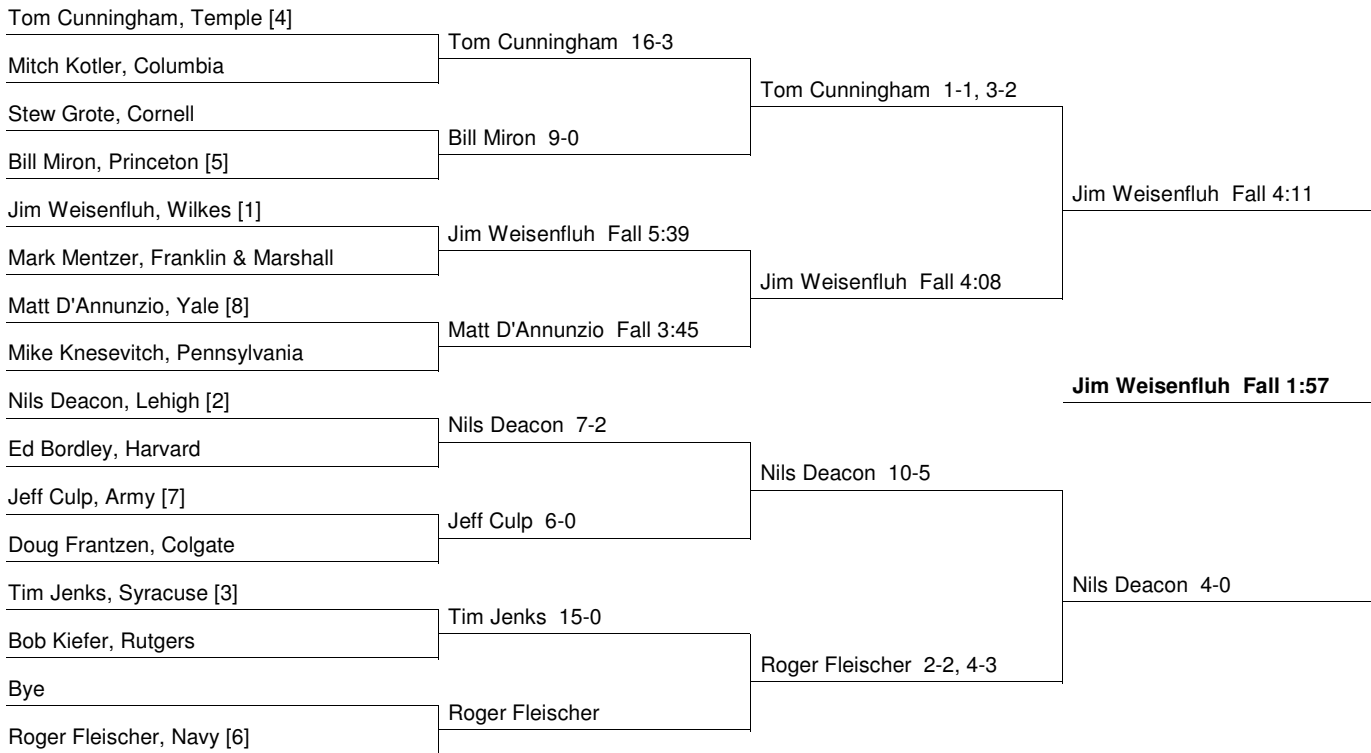 Tom Cunningham, Temple [4]
Mitch Kotler, Columbia
Stew Grote, Cornell
Bill Miron, Princeton [5]
Jim Weisenfluh, Wilkes [1]
Mark Mentzer, Franklin & Marshall
Matt D'Annunzio, Yale [8]
Mike Knesevitch, Pennsylvania
Nils Deacon, Lehigh [2]
Ed Bordley, Harvard
Jeff Culp, Army [7]
Doug Frantzen, Colgate
Tim Jenks, Syracuse [3]
Bob Kiefer, Rutgers
Bye
Roger Fleischer, Navy [6]
Tom Cunningham 16-3
Bill Miron 9-0
Jim Weisenfluh Fall 5:39
Matt D'Annunzio Fall 3:45
Nils Deacon 7-2
Jeff Culp 6-0
Tim Jenks 15-0
Roger Fleischer
Tom Cunningham 1-1, 3-2
Jim Weisenfluh Fall 4:08
Nils Deacon 10-5
Roger Fleischer 2-2, 4-3
Jim Weisenfluh Fall 4:11
Jim Weisenfluh Fall 1:57
Nils Deacon 4-0